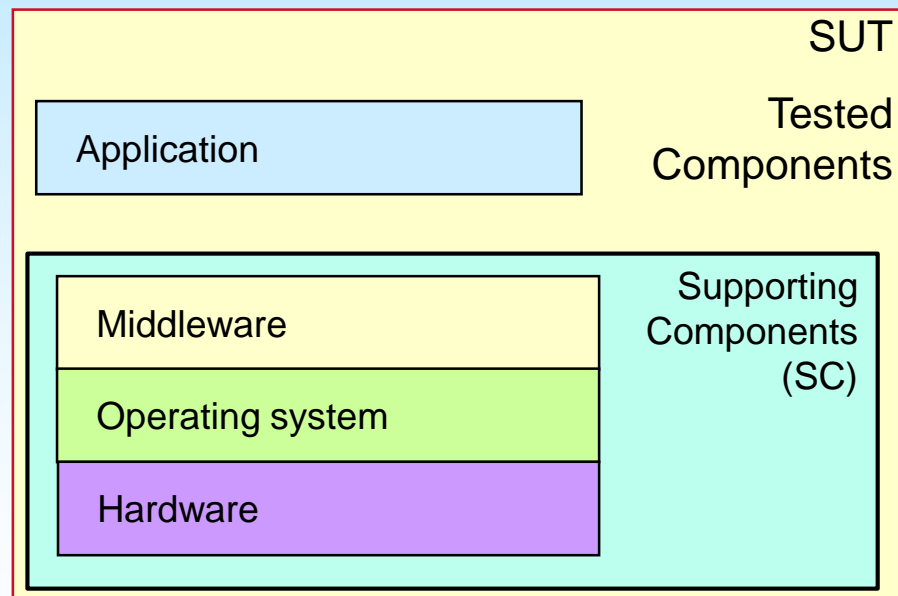 SUT
Tested
Components
Application
Supporting
Components
(SC)
Middleware
Operating system
Hardware